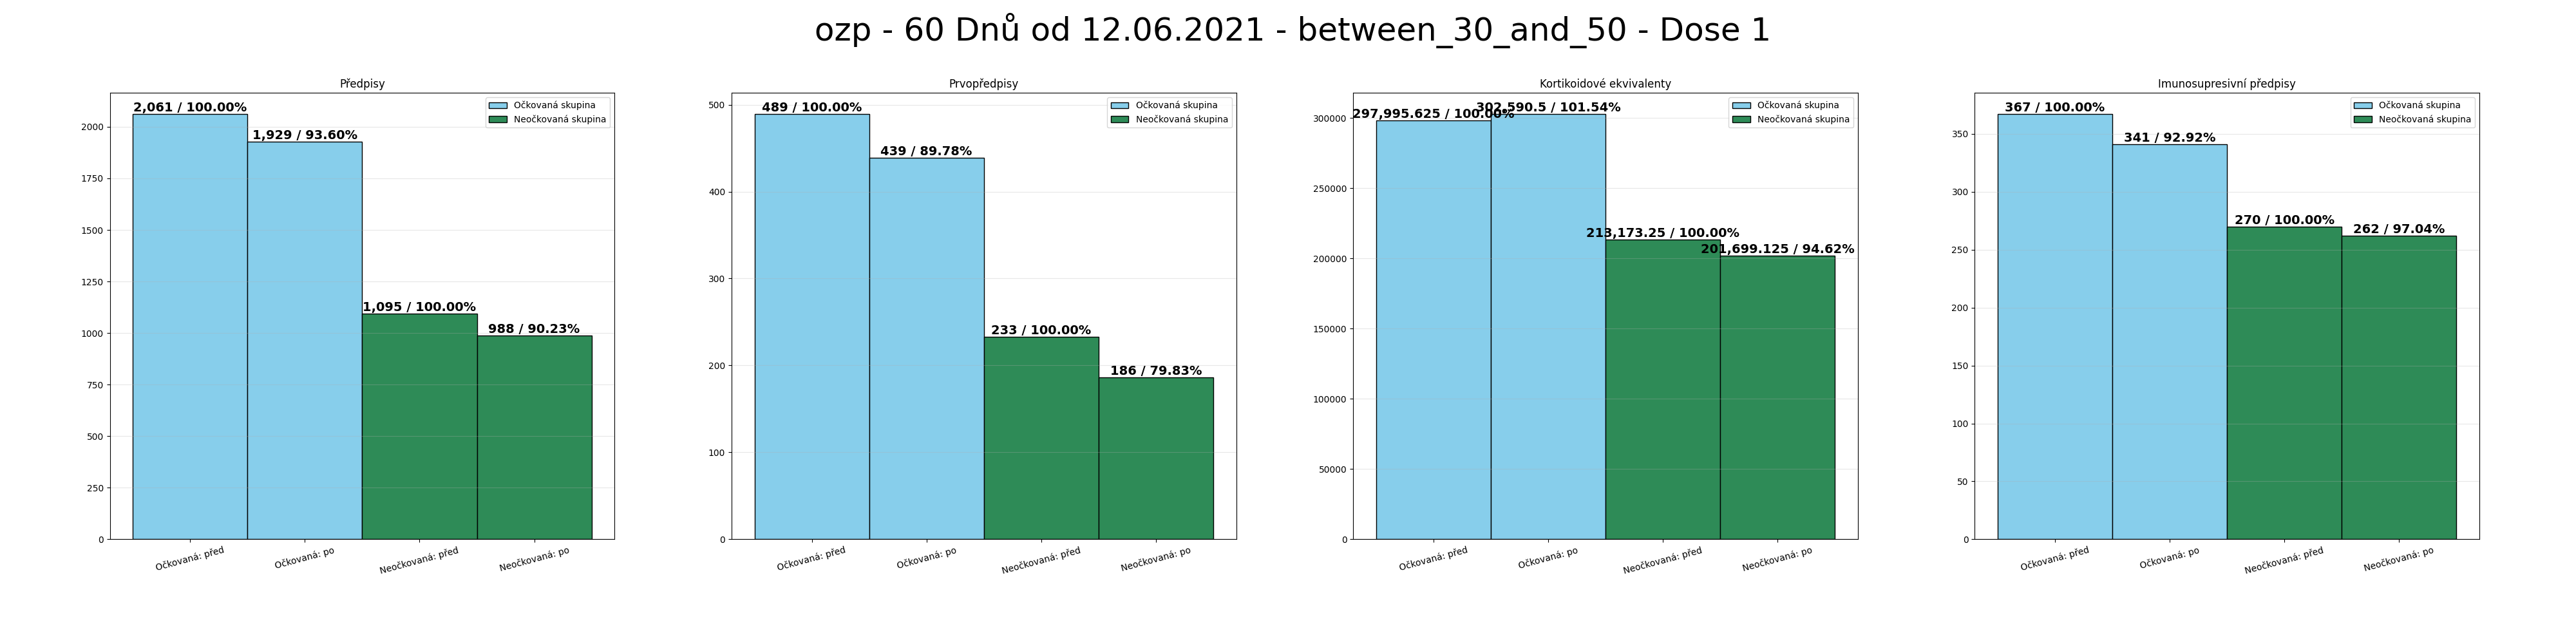 ozp - 60 Dnů od 12.06.2021 - between_30_and_50 - Dose 1
Předpisy
2,061 / 100.00%
1,929 / 93.60%
1,095 / 100.00%
988 / 90.23%
Očkovaná skupina
Neočkovaná skupina
2000
1750
1500
1250
1000
750
500
250
0
Očkovaná: před
Očkovaná: po
Neočkovaná: před
Neočkovaná: po
Prvopředpisy
489 / 100.00%
439 / 89.78%
233 / 100.00%
186 / 79.83%
Očkovaná skupina
Neočkovaná skupina
500
400
300
200
100
0
Očkovaná: před
Očkovaná: po
Neočkovaná: před
Neočkovaná: po
Kortikoidové ekvivalenty
297,995.625 / 100.00%
302,590.5 / 101.54%
213,173.25 / 100.00%
201,699.125 / 94.62%
Očkovaná skupina
Neočkovaná skupina
300000
250000
200000
150000
100000
50000
0
Očkovaná: před
Očkovaná: po
Neočkovaná: před
Neočkovaná: po
Imunosupresivní předpisy
367 / 100.00%
341 / 92.92%
270 / 100.00%
262 / 97.04%
Očkovaná skupina
Neočkovaná skupina
350
300
250
200
150
100
50
0
Očkovaná: před
Očkovaná: po
Neočkovaná: před
Neočkovaná: po